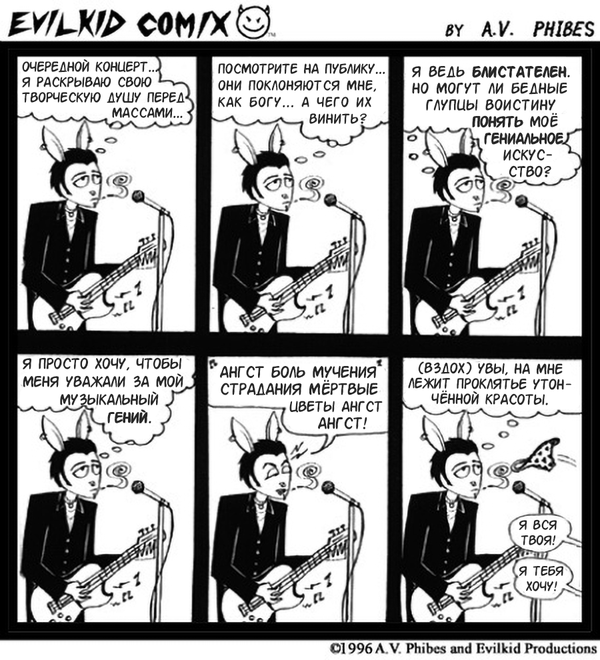 EVILKID COMIX
TM
BY A.V. PHIBES
ОЧЕРЕДНОЙ КОНЦЕРТ...
Я РАСКРЫВАЮ СВОЮ
ТВОРЧЕСКУЮ ДУШУ ПЕРЕД
МАССАМИ...
ПОСМОТРИТЕ НА ПУБЛИКУ...
ОНИ ПОКЛОНЯЮТСЯ МНЕ,
КАК БОГУ... А ЧЕГО ИХ
ВИНИТЬ?
Я ВЕДЬ БЛИСТАТЕЛЕН.
НО МОГУТ ЛИ БЕДНЫЕ
ГЛУПЦЫ ВОИСТИНУ
ПОНЯТЬ МОЁ
ГЕНИАЛЬНОЕ
ИСКУС-
СТВО?
Я ПРОСТО ХОЧУ, ЧТОБЫ
МЕНЯ УВАЖАЛИ ЗА МОЙ
МУЗЫКАЛЬНЫЙ
ГЕНИЙ.
АНГСТ БОЛЬ МУЧЕНИЯ
СТРАДАНИЯ МЁРТВЫЕ
ЦВЕТЫ АНГСТ
АНГСТ!
(ВЗДОХ) УВЫ, НА МНЕ
ЛЕЖИТ ПРОКЛЯТЬЕ УТОН-
ЧЁННОЙ КРАСОТЫ.
Я ВСЯ
ТВОЯ!
Я ТЕБЯ
ХОЧУ!
©1996 A.V. Phibes and Evilkid Productions